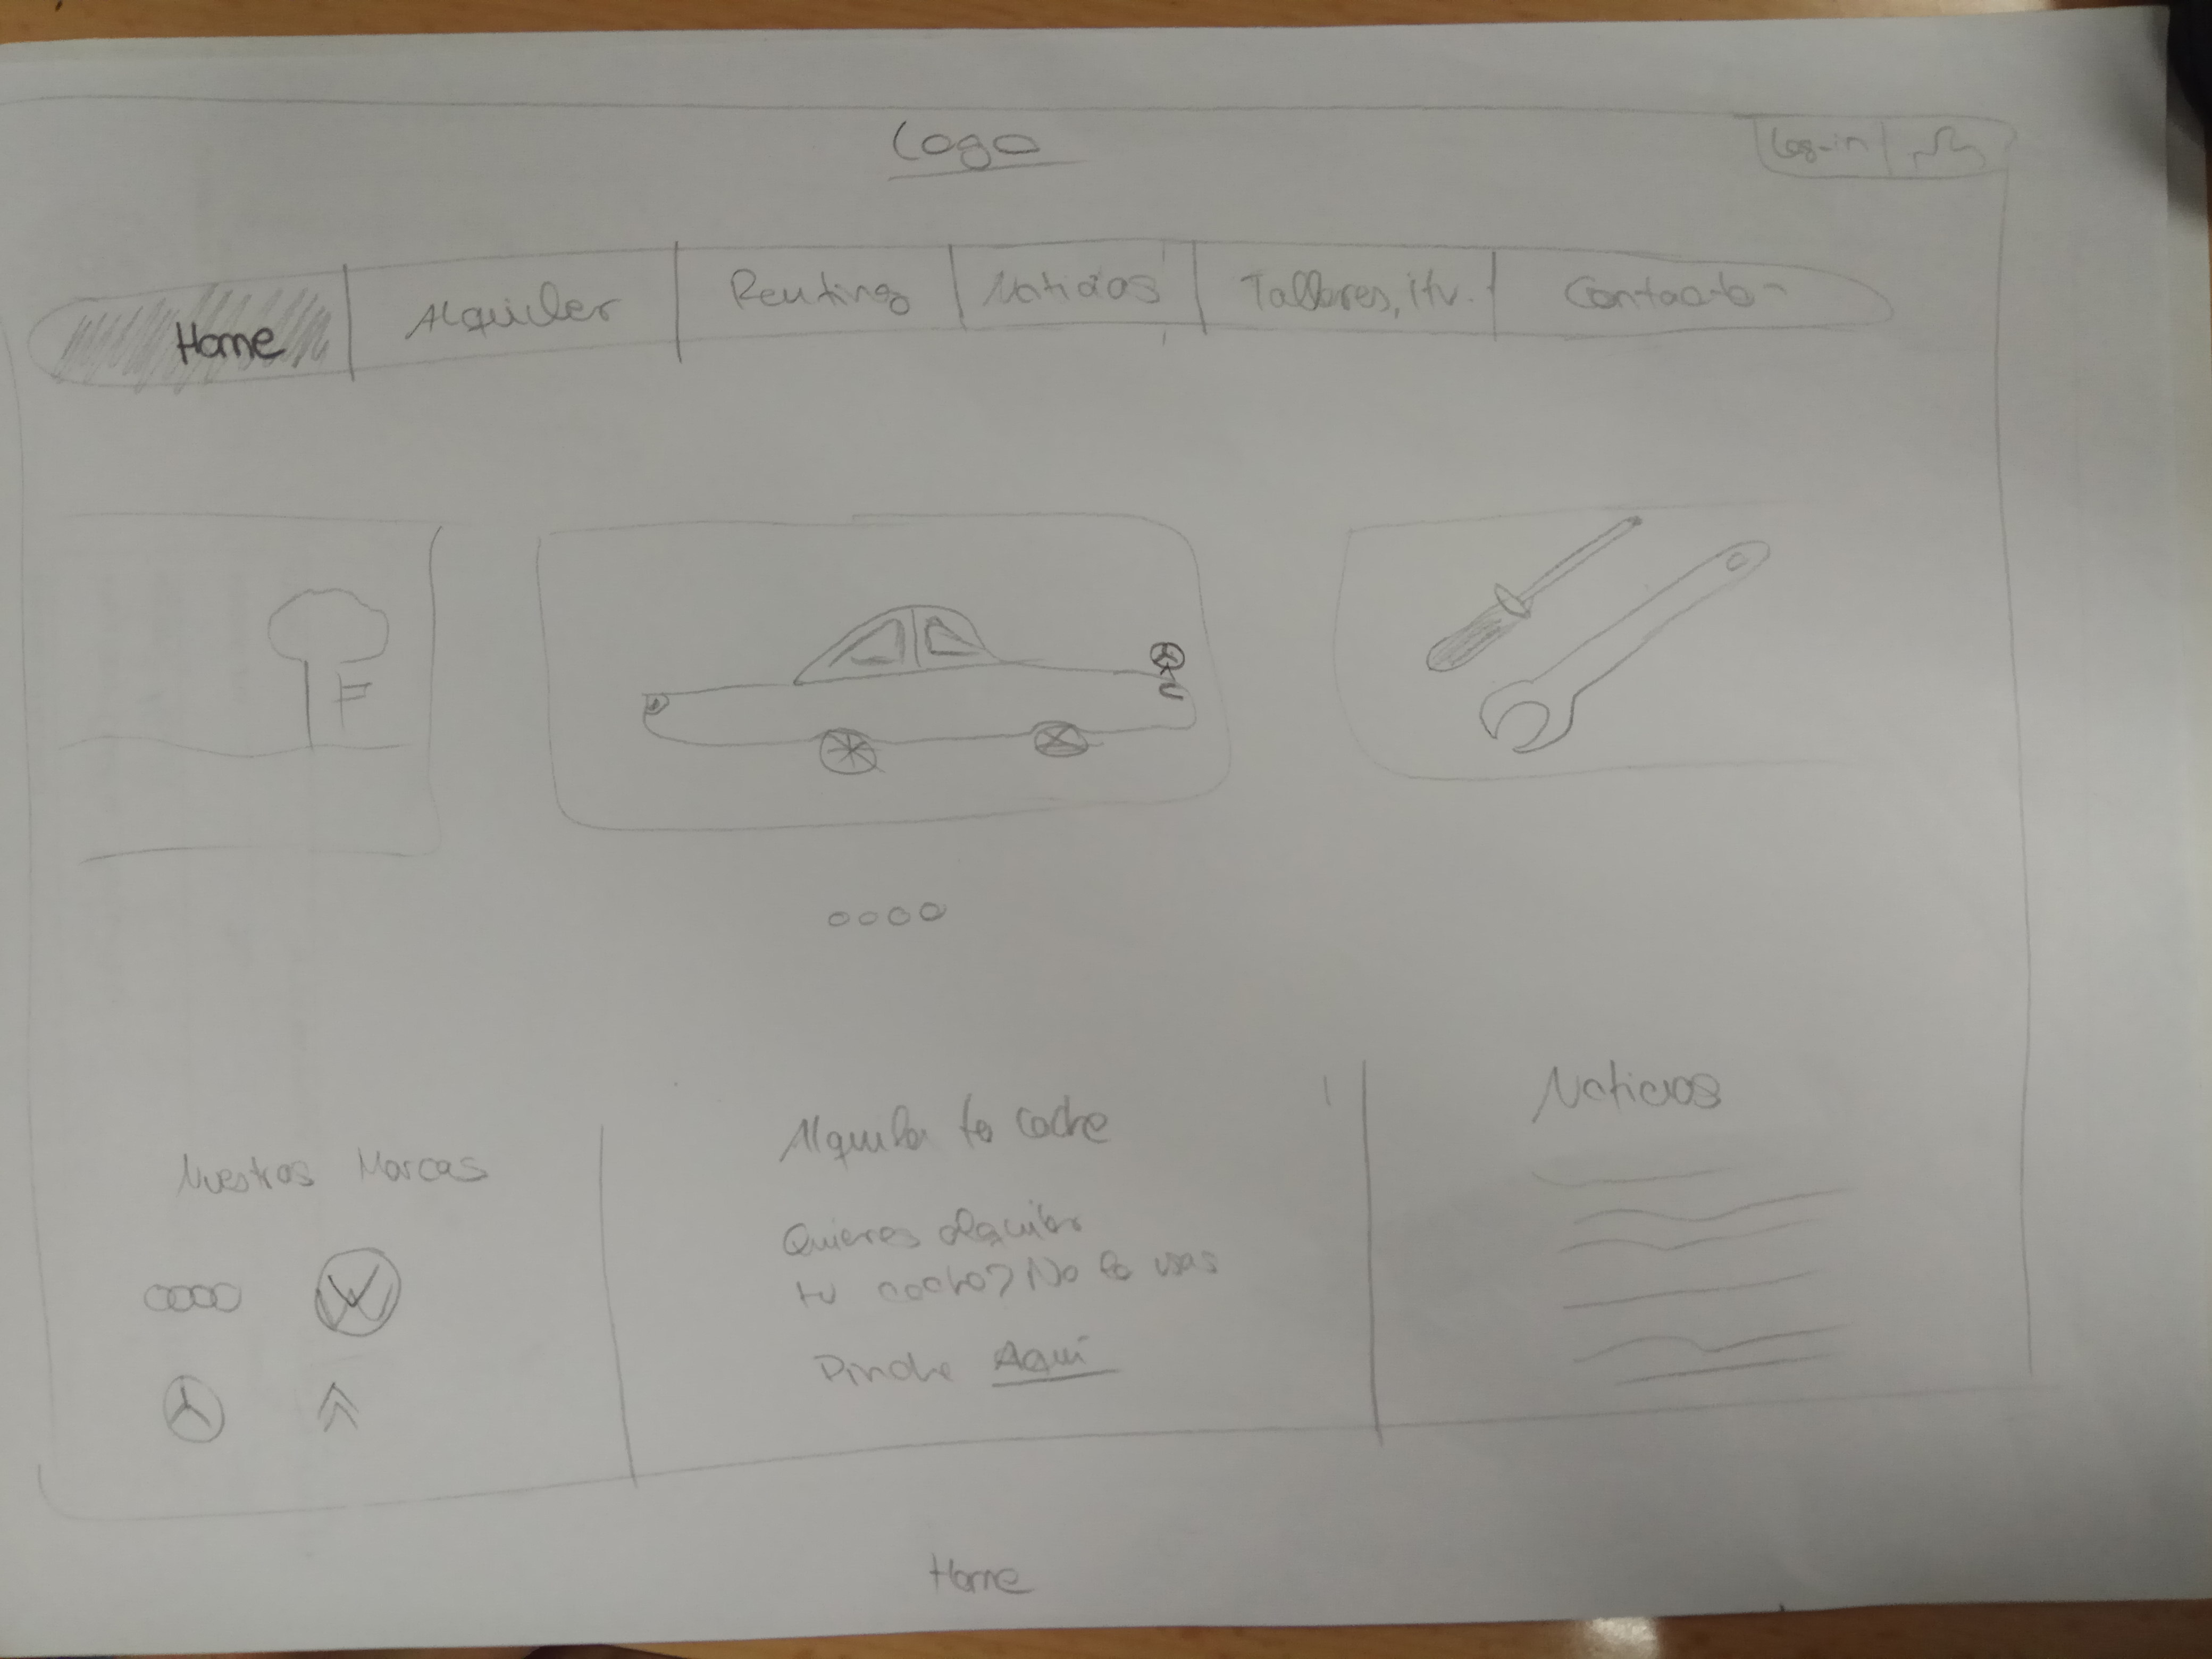 Logo
Log-in
Home Alquiler Renting Noticias Talleres, itv. Contacto
F
Nuestras Marcas
Alquila tu coche
Quieres alquilar
tu coche? No lo usas
Pinche Aquí
Noticias
Home